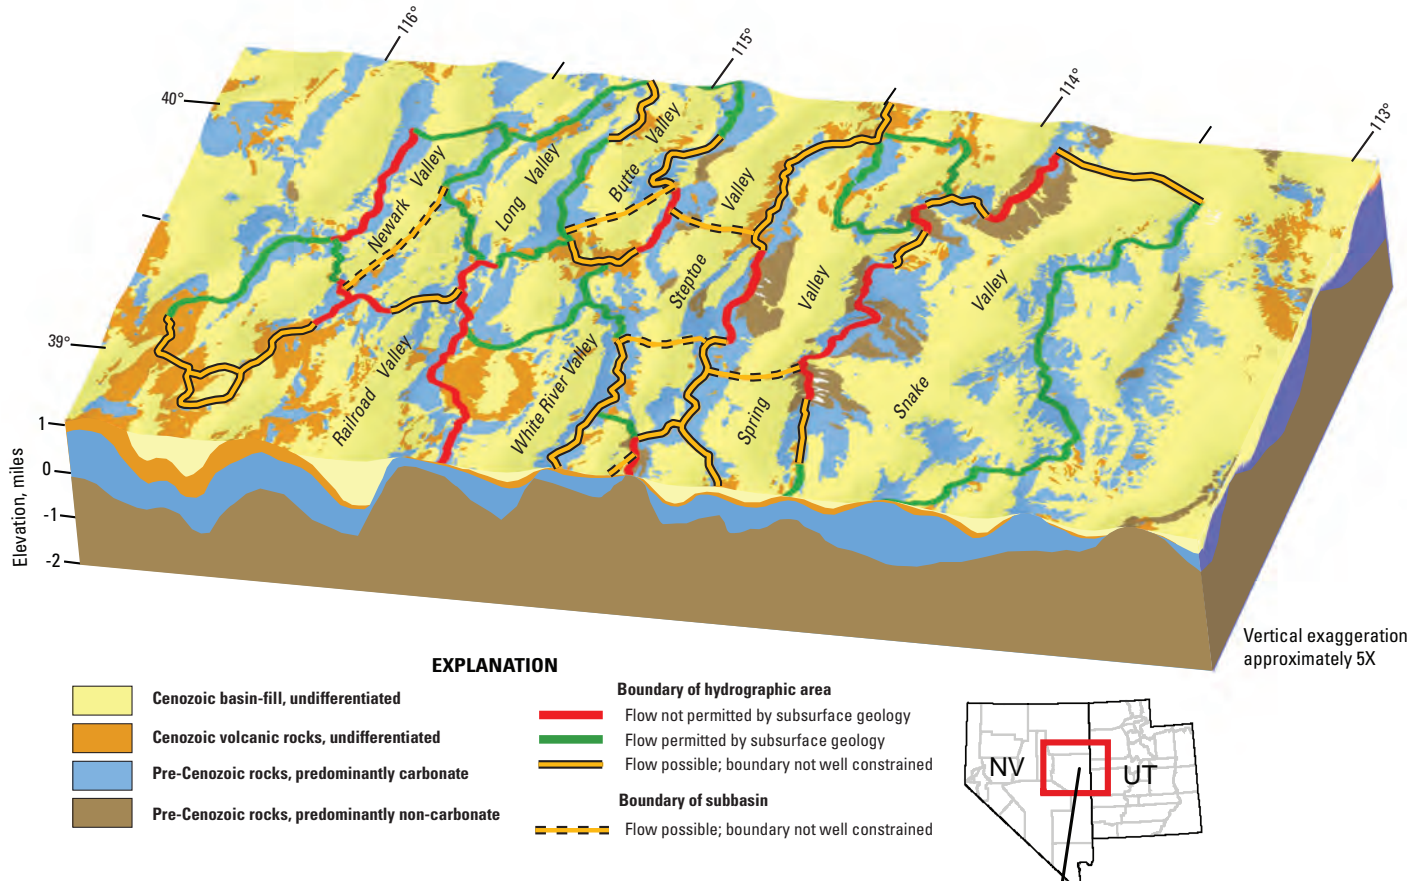 116°
115°
114°
113°
40°
39°
Newark Valley
Long Valley
Butte Valley
Steptoe Valley
Railroad Valley
White River Valley
Spring Valley
Snake Valley
1
0
-1
-2
Elevation, miles
Vertical exaggeration
approximately 5X
EXPLANATION
Cenozoic basin-fill, undifferentiated
Cenozoic volcanic rocks, undifferentiated
Pre-Cenozoic rocks, predominantly carbonate
Pre-Cenozoic rocks, predominantly non-carbonate
Boundary of hydrographic area
Flow not permitted by subsurface geology
Flow permitted by subsurface geology
Flow possible; boundary not well constrained
Boundary of subbasin
Flow possible; boundary not well constrained
NV
UT